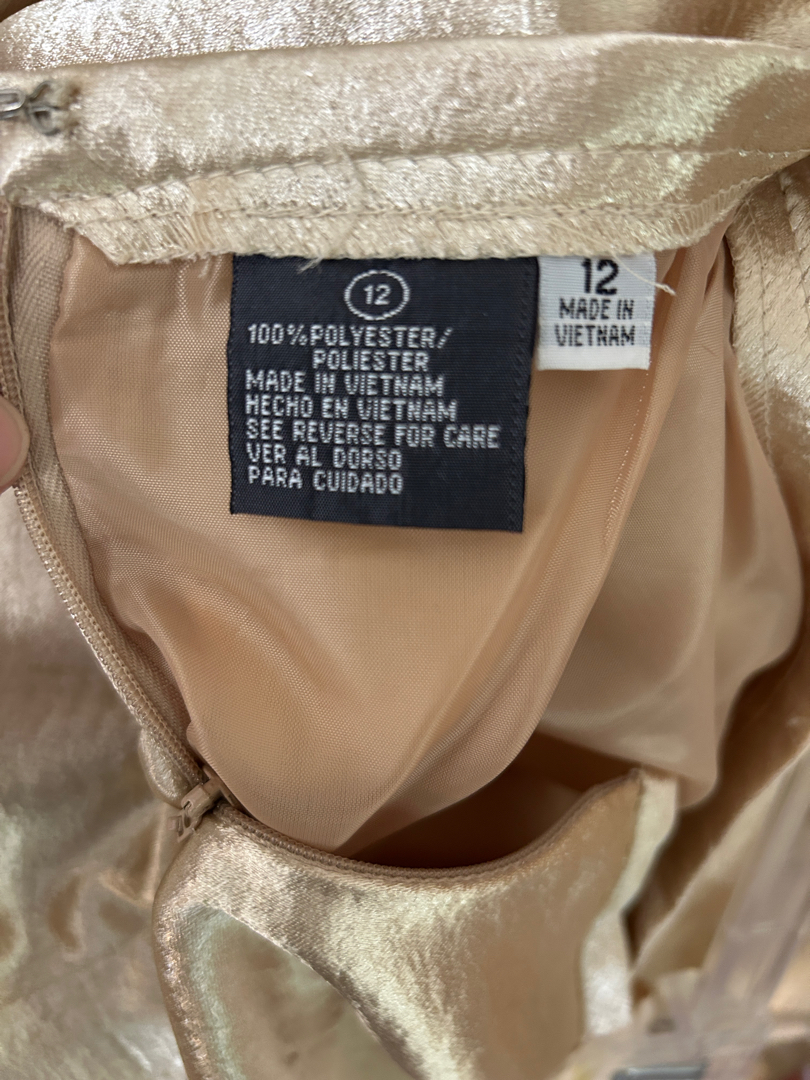 12
100%POLYESTER/
POLIESTER
MADE IN VIETNAM
HECHO EN VIETNAM
SEE REVERSE FOR CARE
VER AL DORSO
PARA CUIDADO
12
MADE IN
VIETNAM